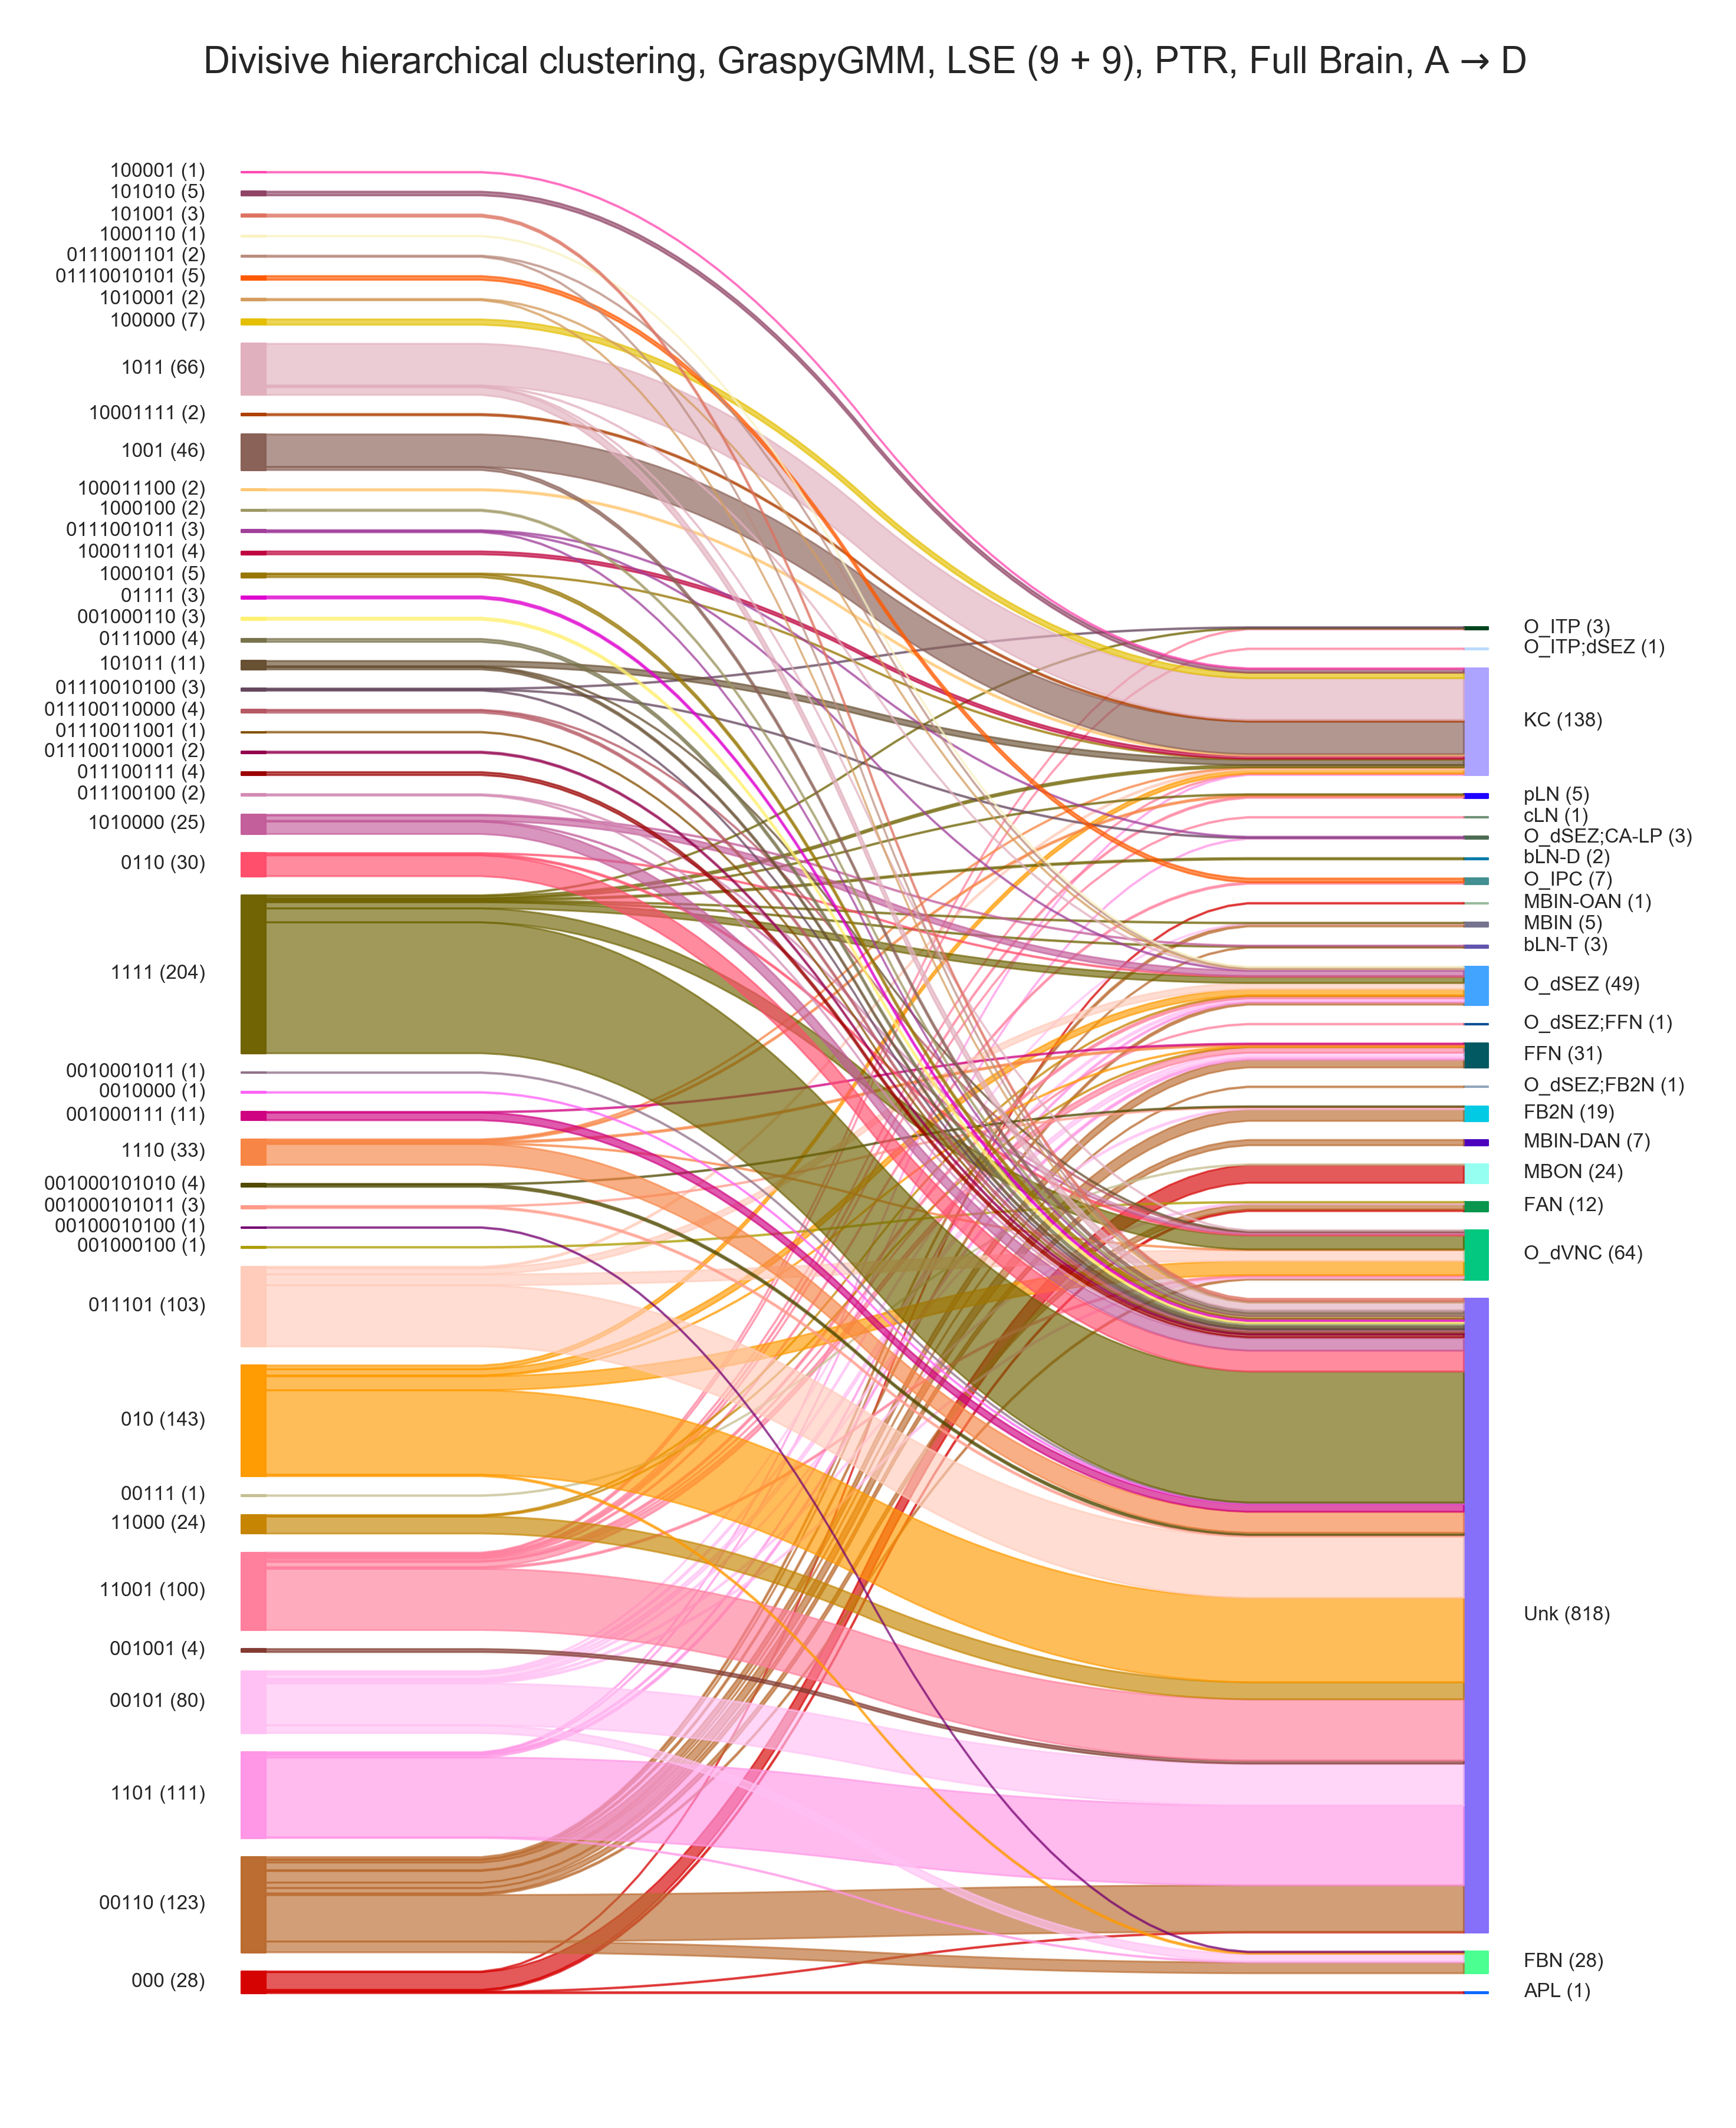 Divisive hierarchical clustering, GraspyGMM, LSE (9 + 9), PTR, Full Brain, A → D
100001 (1)
101010 (5)
101001 (3)
1000110 (1)
0111001101 (2)
01110010101 (5)
1010001 (2)
100000 (7)
1011 (66)
10001111 (2)
1001 (46)
100011100 (2)
1000100 (2)
0111001011 (3)
100011101 (4)
1000101 (5)
01111 (3)
001000110 (3)
0111000 (4)
101011 (11)
01110010100 (3)
011100110000 (4)
01110011001 (1)
011100110001 (2)
011100111 (4)
011100100 (2)
1010000 (25)
0110 (30)
1111 (204)
0010001011 (1)
0010000 (1)
001000111 (11)
1110 (33)
001000101010 (4)
001000101011 (3)
00100010100 (1)
001000100 (1)
011101 (103)
010 (143)
00111 (1)
11000 (24)
11001 (100)
001001 (4)
00101 (80)
1101 (111)
00110 (123)
000 (28)
O_ITP (3)
O_ITP;dSEZ (1)
KC (138)
pLN (5)
cLN (1)
O_dSEZ;CA-LP (3)
bLN-D (2)
O_IPC (7)
MBIN-OAN (1)
MBIN (5)
bLN-T (3)
O_dSEZ (49)
O_dSEZ;FFN (1)
FFN (31)
O_dSEZ;FB2N (1)
FB2N (19)
MBIN-DAN (7)
MBON (24)
FAN (12)
O_dVNC (64)
Unk (818)
FBN (28)
APL (1)